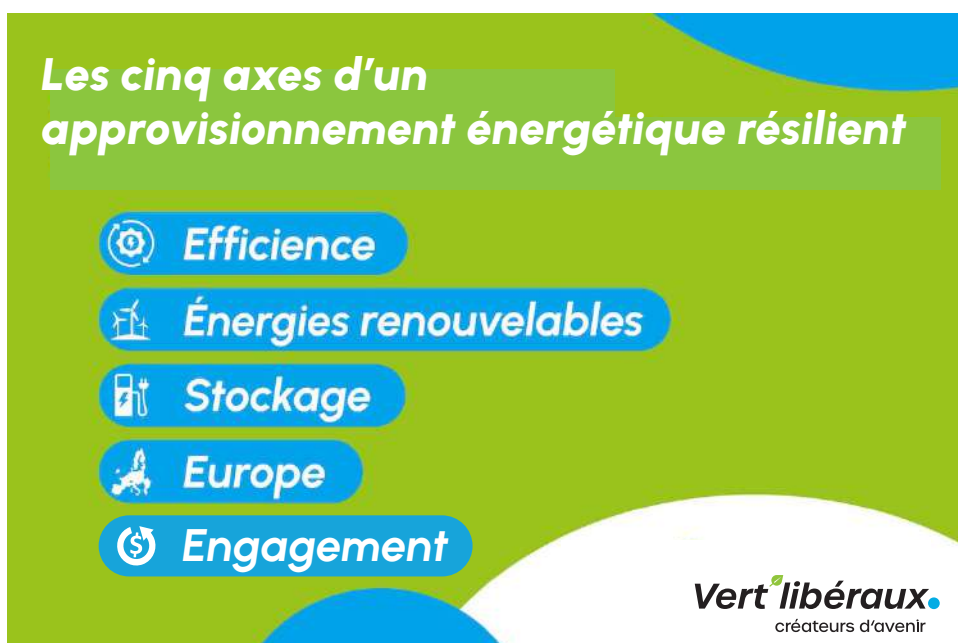 Les cinq axes d'un
approvisionnement énergétique résilient
Efficience
Énergies renouvelables
Stockage
Europe
$ Engagement
Vert libéraux.
créateurs d'avenir